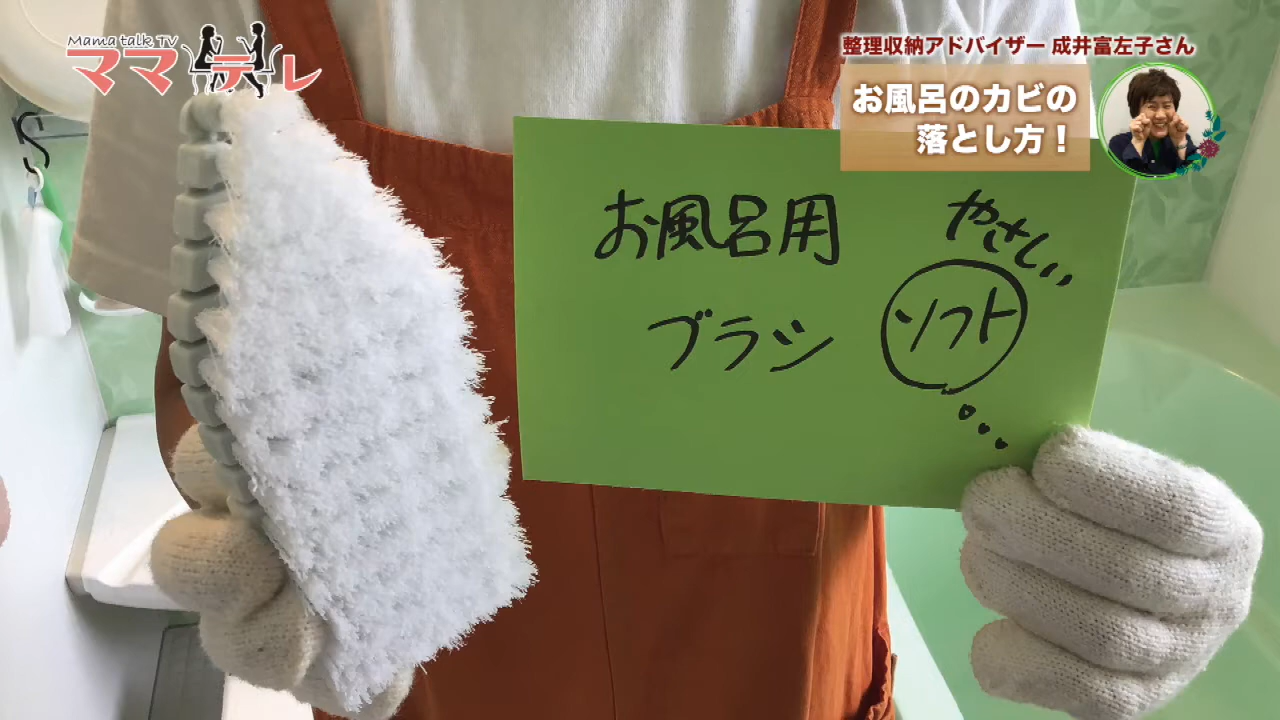 Mama talk TV
ママテレ
整理収納アドバイザー 成井富左子さん
お風呂のカビの
落とし方！
お風呂用
ブラシ
やさしい
ソフト